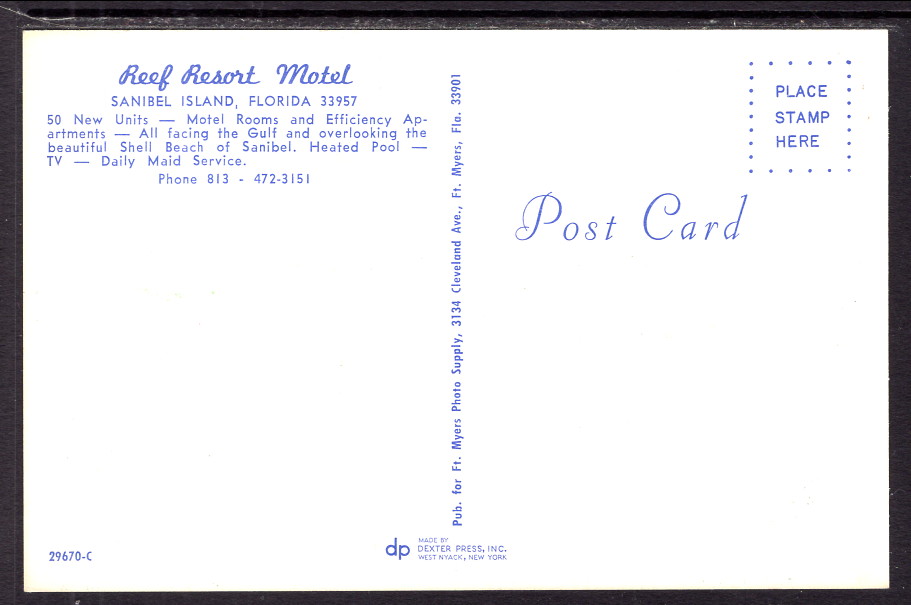 Reef Resort Motel
SANIBEL ISLAND, FLORIDA 33957
50 New Units — Motel Rooms and Efficiency Ap-
artments — All facing the Gulf and overlooking the
beautiful Shell Beach of Sanibel. Heated Pool —
TV — Daily Maid Service.
Phone 813 - 472-3151
29670-C
Pub. for Ft. Myers Photo Supply, 3134 Cleveland Ave., Ft. Myers, Fla. 33901
dp
MADE BY
DEXTER PRESS, INC.
WEST NYACK, NEW YORK
PLACE
STAMP
HERE
Post Card